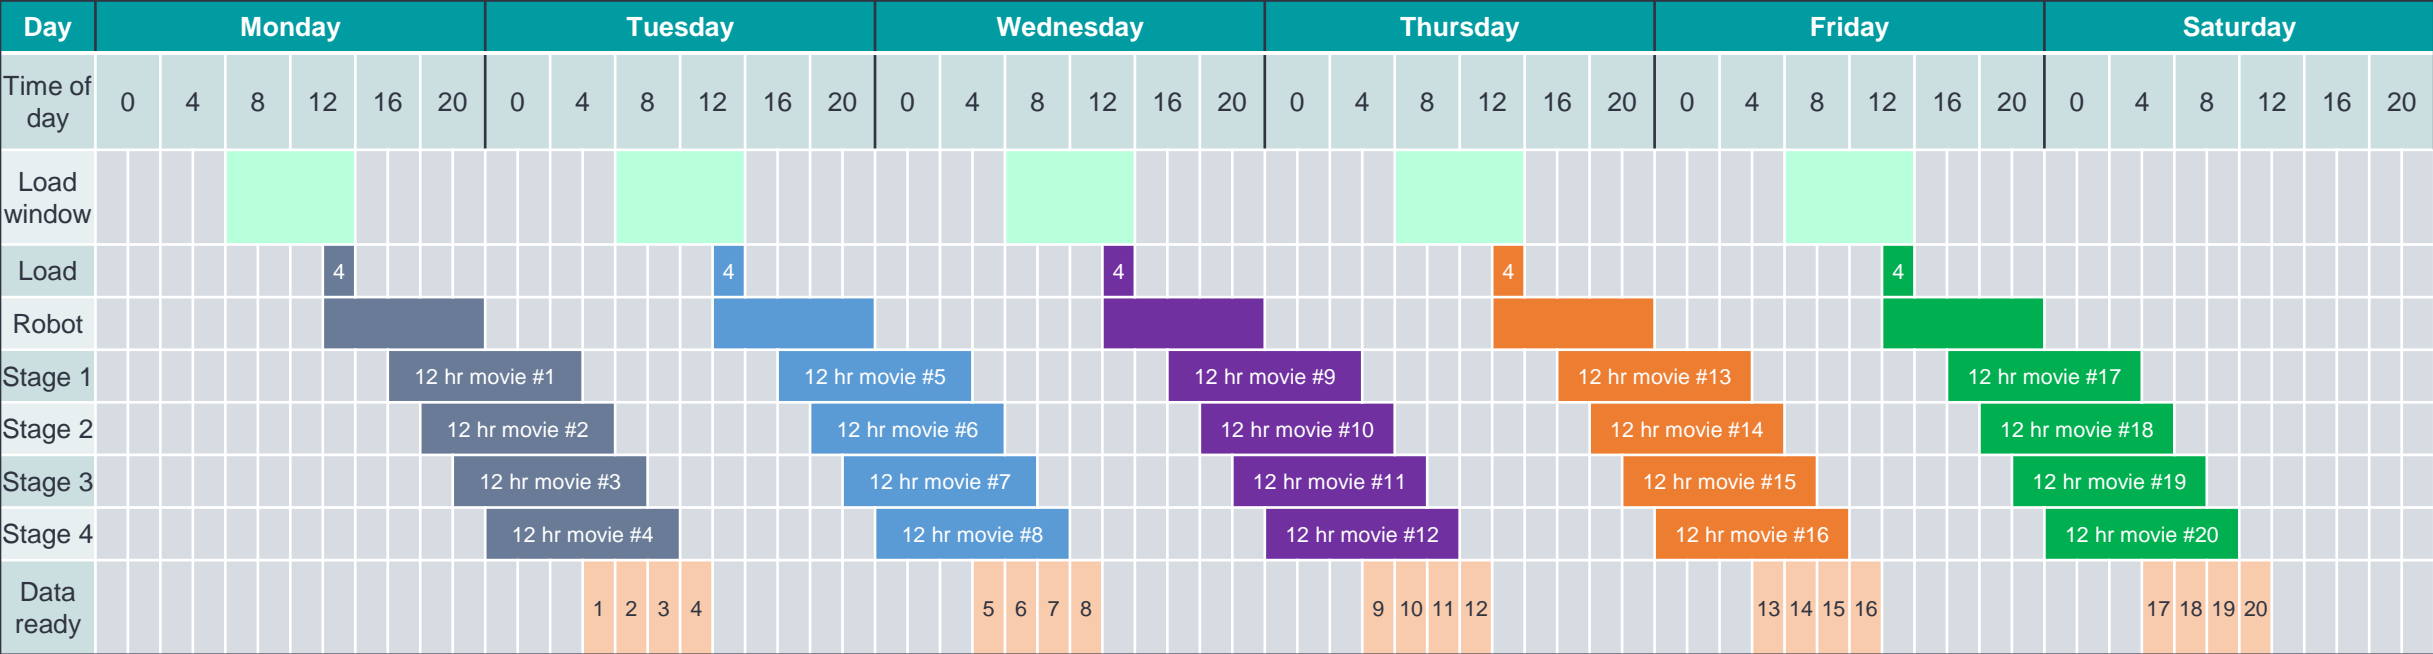 Day Monday Tuesday Wednesday Thursday Friday Saturday
Time of
day
0 4 8 12 16 20 0 4 8 12 16 20 0 4 8 12 16 20 0 4 8 12 16 20 0 4 8 12 16 20 0 4 8 12 16 20
Load
window
Load 4 4 4 4 4
Robot
Stage 1 12 hr movie #1 12 hr movie #5 12 hr movie #9 12 hr movie #13 12 hr movie #17
Stage 2 12 hr movie #2 12 hr movie #6 12 hr movie #10 12 hr movie #14 12 hr movie #18
Stage 3 12 hr movie #3 12 hr movie #7 12 hr movie #11 12 hr movie #15 12 hr movie #19
Stage 4 12 hr movie #4 12 hr movie #8 12 hr movie #12 12 hr movie #16 12 hr movie #20
Data
ready
1 2 3 4 5 6 7 8 9 10 11 12 13 14 15 16 17 18 19 20